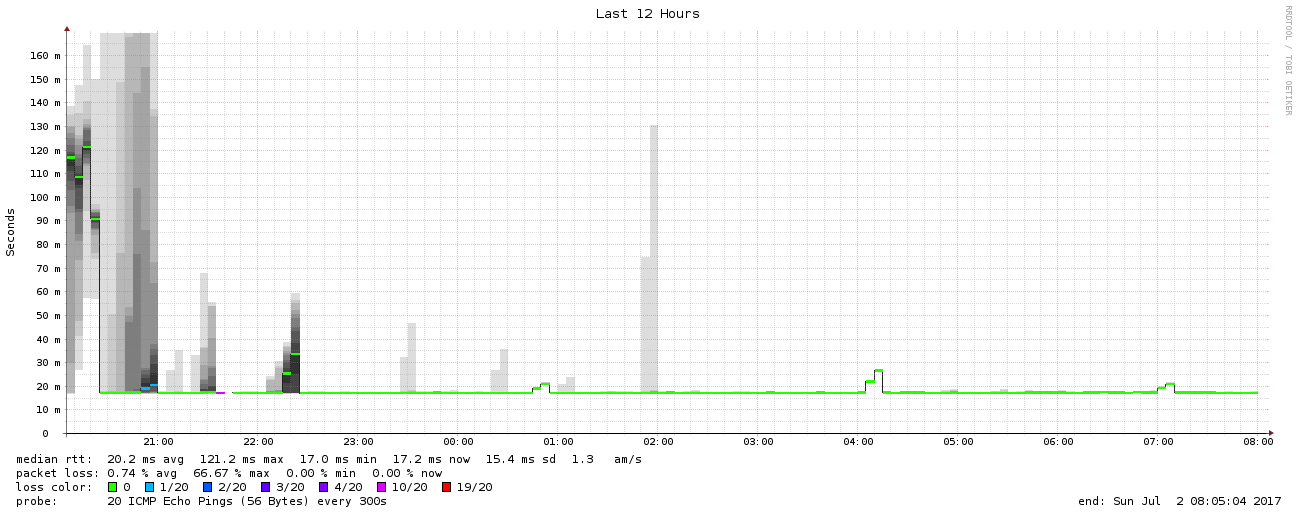 Last 12 Hours
RRDTOOL / TOBI OETIKER
Seconds
160 m
150 m
140 m
130 m
120 m
110 m
100 m
90 m
80 m
70 m
60 m
50 m
40 m
30 m
20 m
10 m
0
21:00 22:00 23:00 00:00 01:00 02:00 03:00 04:00 05:00 06:00 07:00 08:00
median rtt: 20.2 ms avg 121.2 ms max 17.0 ms min 17.2 ms now 15.4 ms sd 1.3 am/s
packet loss: 0.74 % avg 66.67 % max 0.00 % min 0.00 % now
loss color: 0 1/20 2/20 3/20 4/20 10/20 19/20
probe: 20 ICMP Echo Pings (56 Bytes) every 300s end: Sun Jul 2 08:05:04 2017